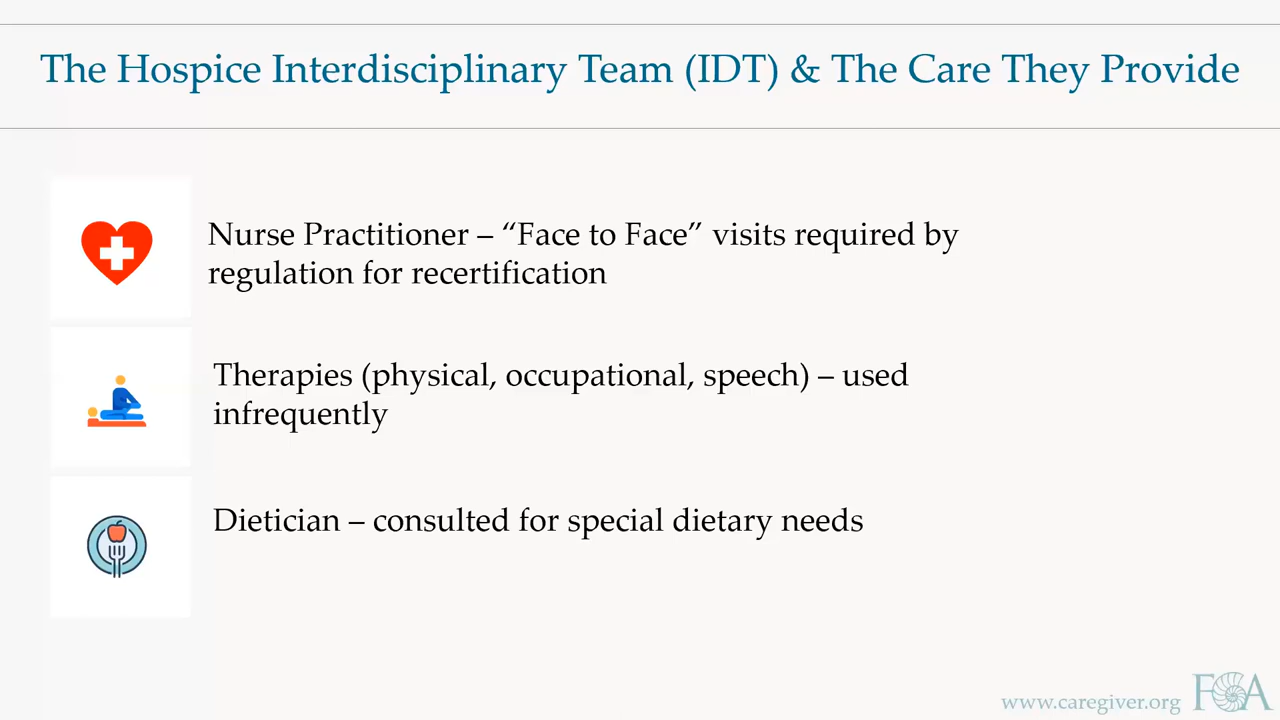 The Hospice Interdisciplinary Team (IDT) & The Care They Provide
Nurse Practitioner – “Face to Face” visits required by
regulation for recertification
Therapies (physical, occupational, speech) – used
infrequently
Dietician – consulted for special dietary needs
www.caregiver.org FCA